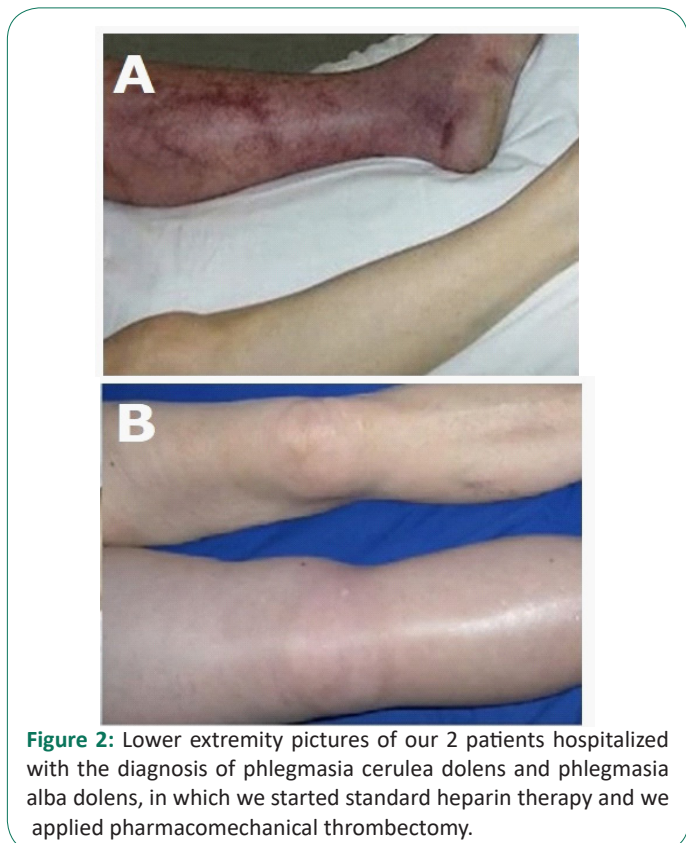 A
B
Figure 2: Lower extremity pictures of our 2 patients hospitalized
with the diagnosis of phlegmasia cerulea dolens and phlegmasia
alba dolens, in which we started standard heparin therapy and we
applied pharmacomechanical thrombectomy.